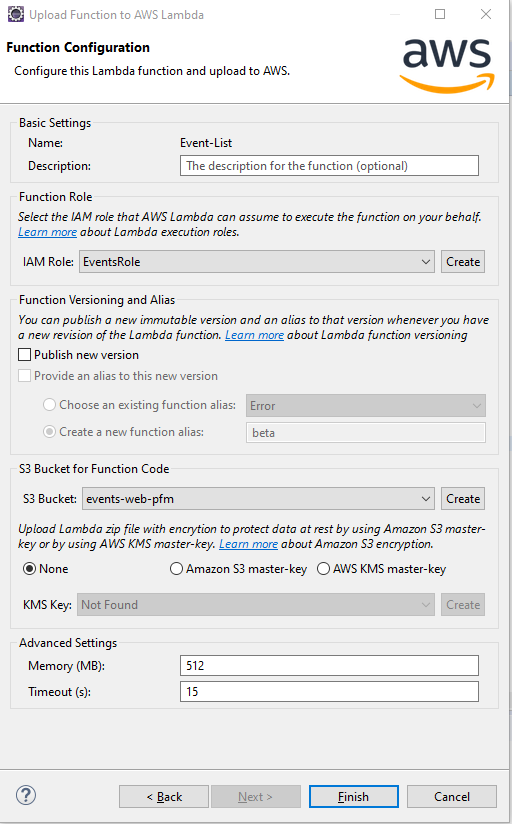 Upload Function to AWS Lambda
Function Configuration
Configure this Lambda function and upload to AWS.
aws
Basic Settings
Name: Event-List
Description: The description for the function (optional)
Function Role
Select the IAM role that AWS Lambda can assume to execute the function on your behalf.
Learn more about Lambda execution roles.
IAM Role: EventsRole Create
Function Versioning and Alias
You can publish a new immutable version and an alias to that version whenever you have
a new revision of the Lambda function. Learn more about Lambda function versioning
Publish new version
Provide an alias to this new version
Choose an existing function alias: Error
Create a new function alias: beta
S3 Bucket for Function Code
S3 Bucket: events-web-pfm Create
Upload Lambda zip file with encrytion to protect data at rest by using Amazon S3 master-
key or by using AWS KMS master-key. Learn more about Amazon S3 encryption.
None Amazon S3 master-key AWS KMS master-key
KMS Key: Not Found Create
Advanced Settings
Memory (MB): 512
Timeout (s): 15
? < Back Next > Finish Cancel